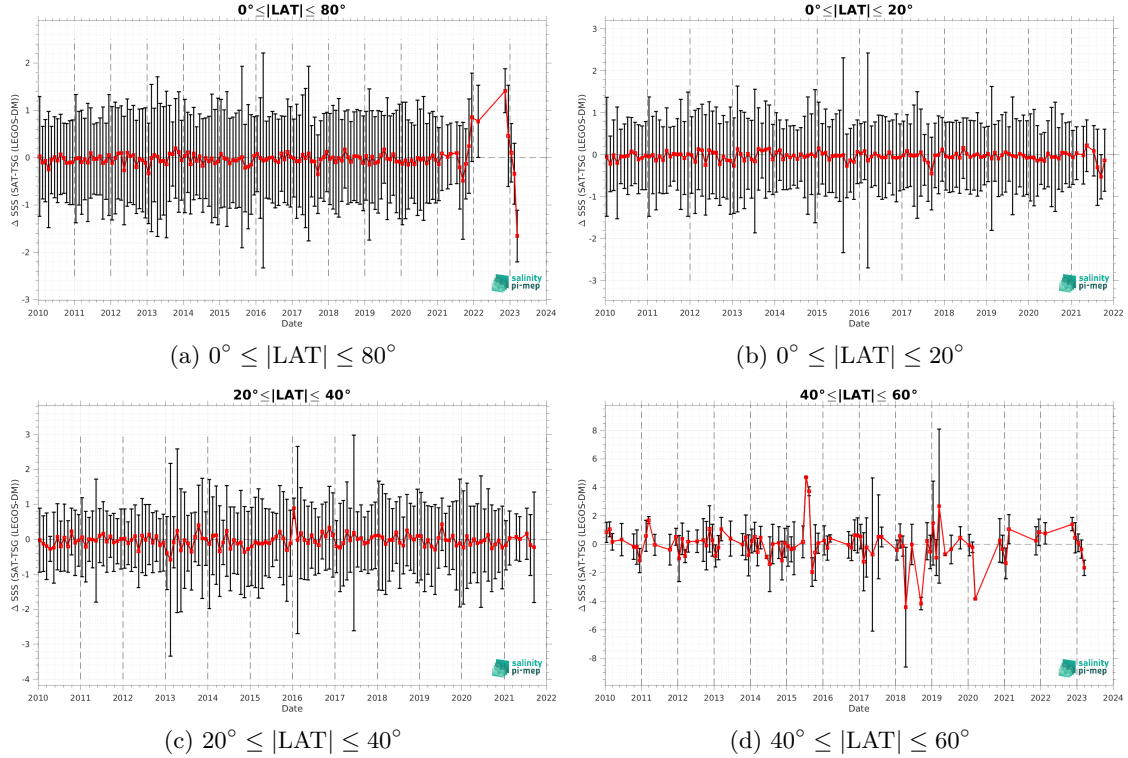 0°≤|LAT|≤ 80°
Δ SSS (SAT-TSG (LEGOS-DM))
2
1
0
-1
-2
-3
2010 2011 2012 2013 2014 2015 2016 2017 2018 2019 2020 2021 2022 2023 2024
Date
salinity
pi-mep
(a) 0° ≤ |LAT| ≤ 80°
0°≤|LAT|≤ 20°
Δ SSS (SAT-TSG (LEGOS-DM))
3
2
1
0
-1
-2
-3
2010 2011 2012 2013 2014 2015 2016 2017 2018 2019 2020 2021 2022
Date
salinity
pi-mep
(b) 0° ≤ |LAT| ≤ 20°
20°≤|LAT|≤ 40°
Δ SSS (SAT-TSG (LEGOS-DM))
3
2
1
0
-1
-2
-3
-4
2010 2011 2012 2013 2014 2015 2016 2017 2018 2019 2020 2021 2022
Date
salinity
pi-mep
(c) 20° ≤ |LAT| ≤ 40°
40°≤|LAT|≤ 60°
Δ SSS (SAT-TSG (LEGOS-DM))
8
6
4
2
0
-2
-4
-6
-8
2010 2011 2012 2013 2014 2015 2016 2017 2018 2019 2020 2021 2022 2023 2024
Date
salinity
pi-mep
(d) 40° ≤ |LAT| ≤ 60°